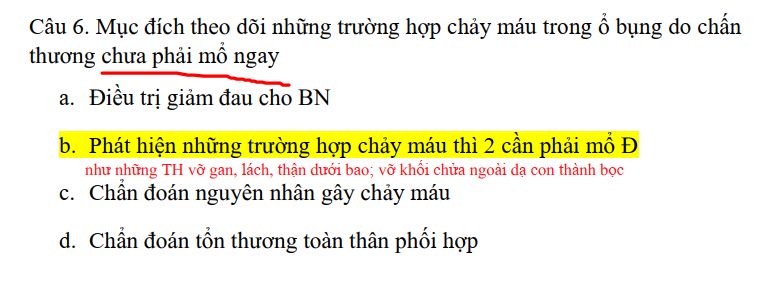 Câu 6. Mục đích theo dõi những trường hợp chảy máu trong ổ bụng do chấn
thương chưa phải mổ ngay
a. Điều trị giảm đau cho BN
b. Phát hiện những trường hợp chảy máu thì 2 cần phải mổ Đ
như những TH vỡ gan, lách, thận dưới bao; vỡ khối chửa ngoài dạ con thành bọc
c. Chẩn đoán nguyên nhân gây chảy máu
d. Chẩn đoán tổn thương toàn thân phối hợp